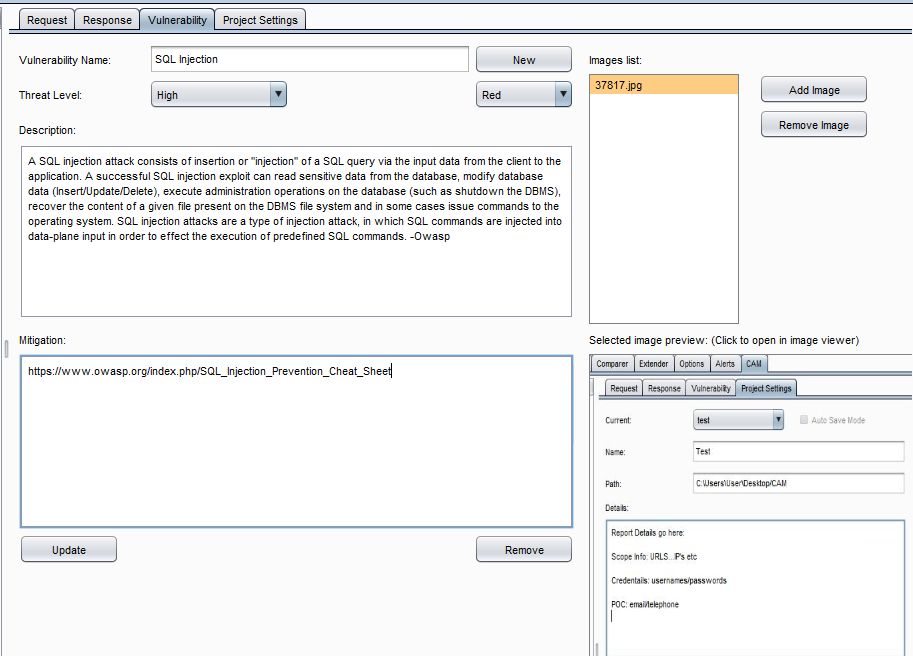 Request Response Vulnerability Project Settings
Vulnerability Name: SQL Injection New
Threat Level: High Red
Description:
A SQL injection attack consists of insertion or "injection" of a SQL query via the input data from the client to the
application. A successful SQL injection exploit can read sensitive data from the database, modify database
data (Insert/Update/Delete), execute administration operations on the database (such as shutdown the DBMS),
recover the content of a given file present on the DBMS file system and in some cases issue commands to the
operating system. SQL injection attacks are a type of injection attack, in which SQL commands are injected into
data-plane input in order to effect the execution of predefined SQL commands. -Owasp
Mitigation:
https://www.owasp.org/index.php/SQL_Injection_Prevention_Cheat_Sheet
Update Remove
Images list:
37817.jpg
Add Image
Remove Image
Selected image preview: (Click to open in image viewer)
Comparer Extender Options Alerts CAM
Request Response Vulnerability Project Settings
Current: test Auto Save Mode
Name: Test
Path: C:\Users\User\Desktop/CAM
Details:
Report Details go here:
Scope Info: URLS...IP's etc
Credentails: usernames/passwords
POC: email/telephone